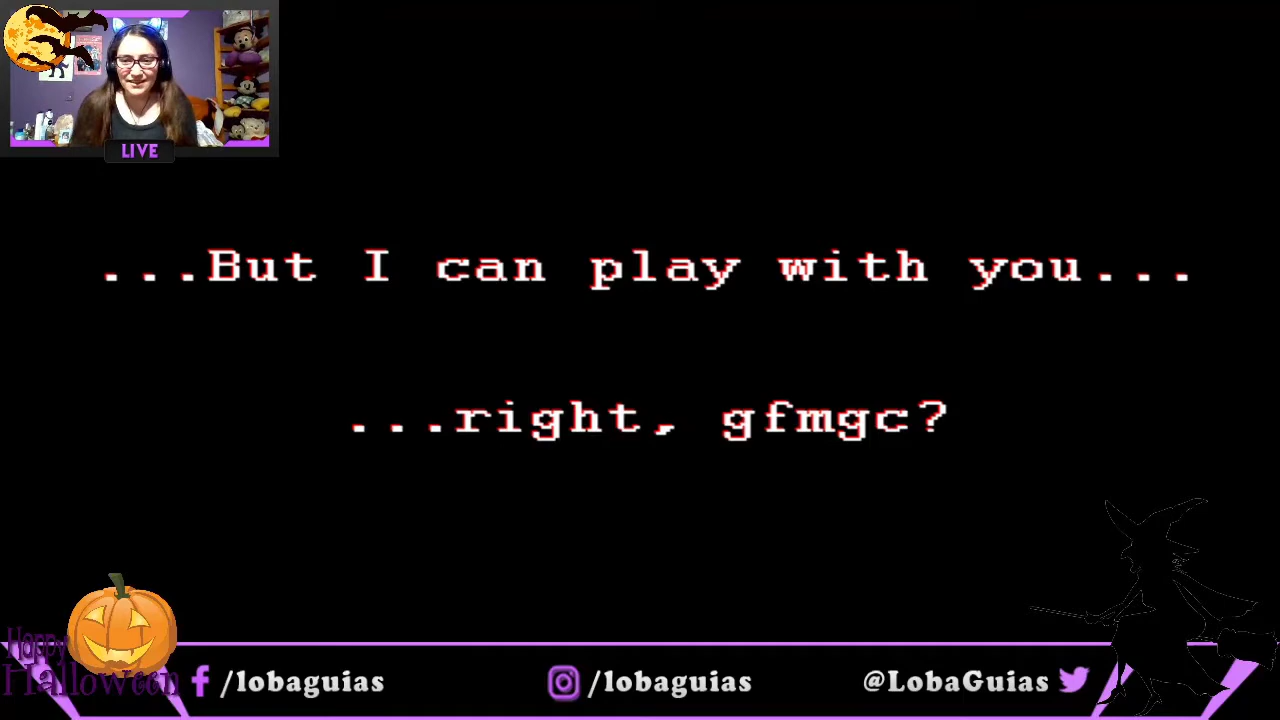 LIVE
...But I can play with you...
...right, gfmgc?
Happy
Halloween
/lobaguias
/lobaguias
@LobaGuias